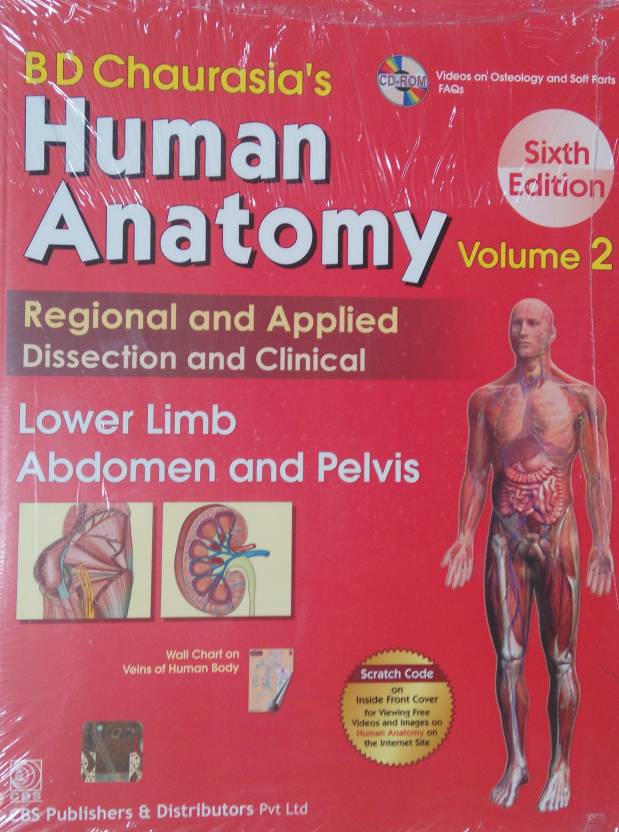 B D Chaurasia's
CD-ROM
Videos on Osteology and Soft Parts
FAQs
Human
Anatomy
Sixth
Edition
Volume 2
Regional and Applied
Dissection and Clinical
Lower Limb
Abdomen and Pelvis
Wall Chart on
Veins of Human Body
Scratch Code
on
Inside Front Cover
for Viewing Free
Videos and Images on
Human Anatomy on
the Internet Site
CBS
CBS Publishers & Distributors Pvt Ltd